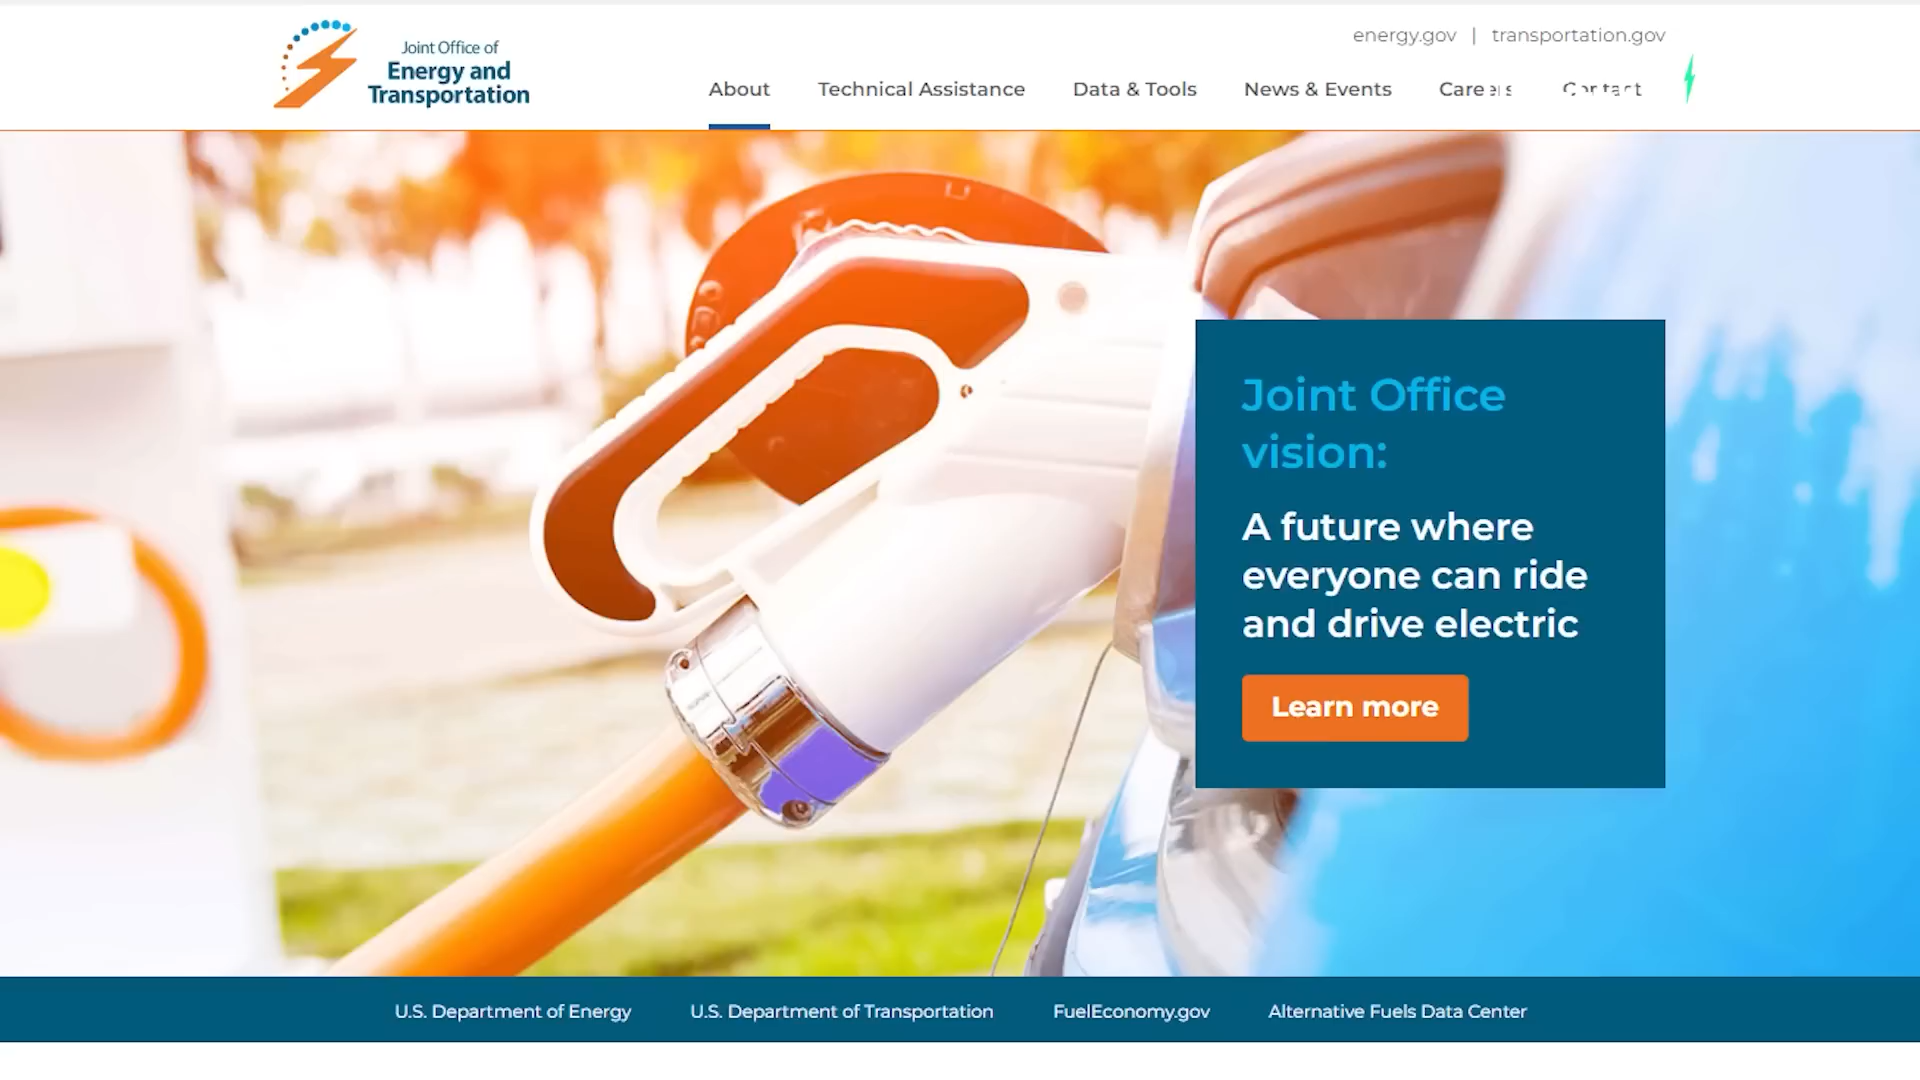 energy.gov | transportation.gov
Joint Office of
Energy and
Transportation
About Technical Assistance Data & Tools News & Events Careers Contact
Joint Office
vision:
A future where
everyone can ride
and drive electric
Learn more
U.S. Department of Energy U.S. Department of Transportation FuelEconomy.gov Alternative Fuels Data Center